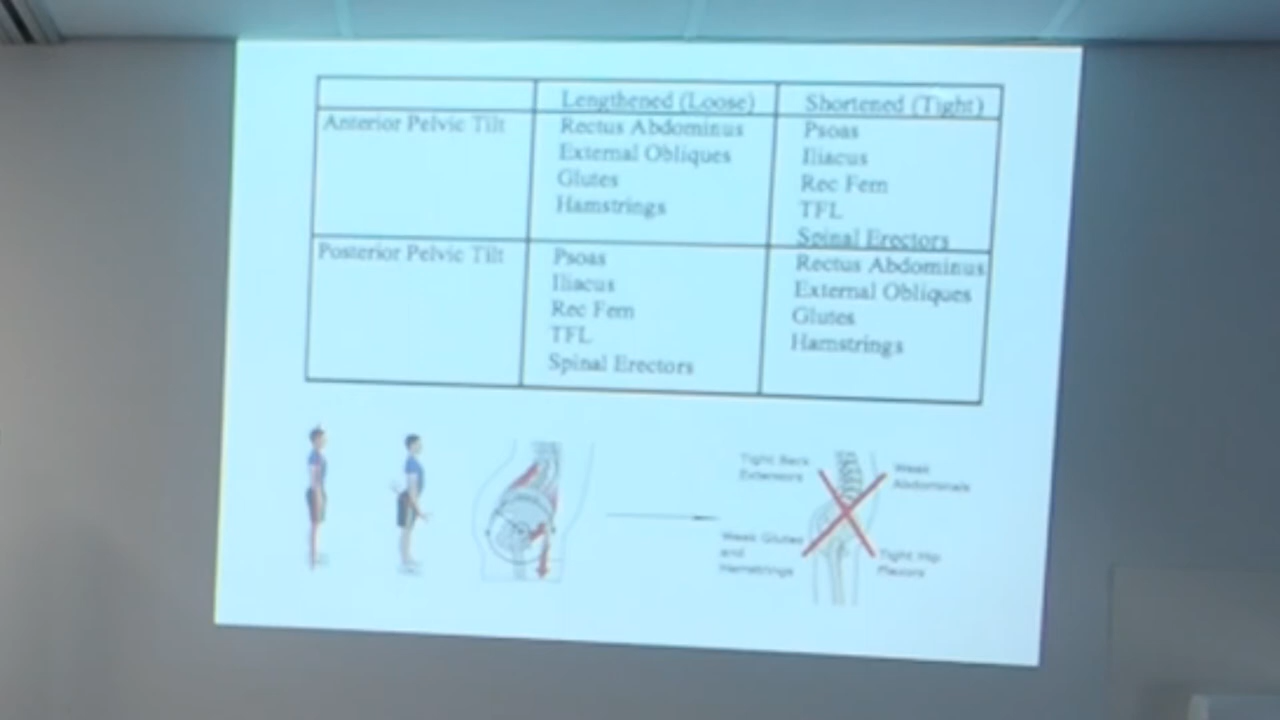 Lengthened (Loose)
Shortened (Tight)
Anterior Pelvic Tilt
Rectus Abdominus
External Obliques
Glutes
Hamstrings
Psoas
Iliacus
Rec Fem
TFL
Spinal Erectors
Posterior Pelvic Tilt
Psoas
Iliacus
Rec Fem
TFL
Spinal Erectors
Rectus Abdominus
External Obliques
Glutes
Hamstrings
Tight Back
Extensors
Weak
Abdominals
Weak Glutes
and
Hamstrings
Tight Hip
Flexors